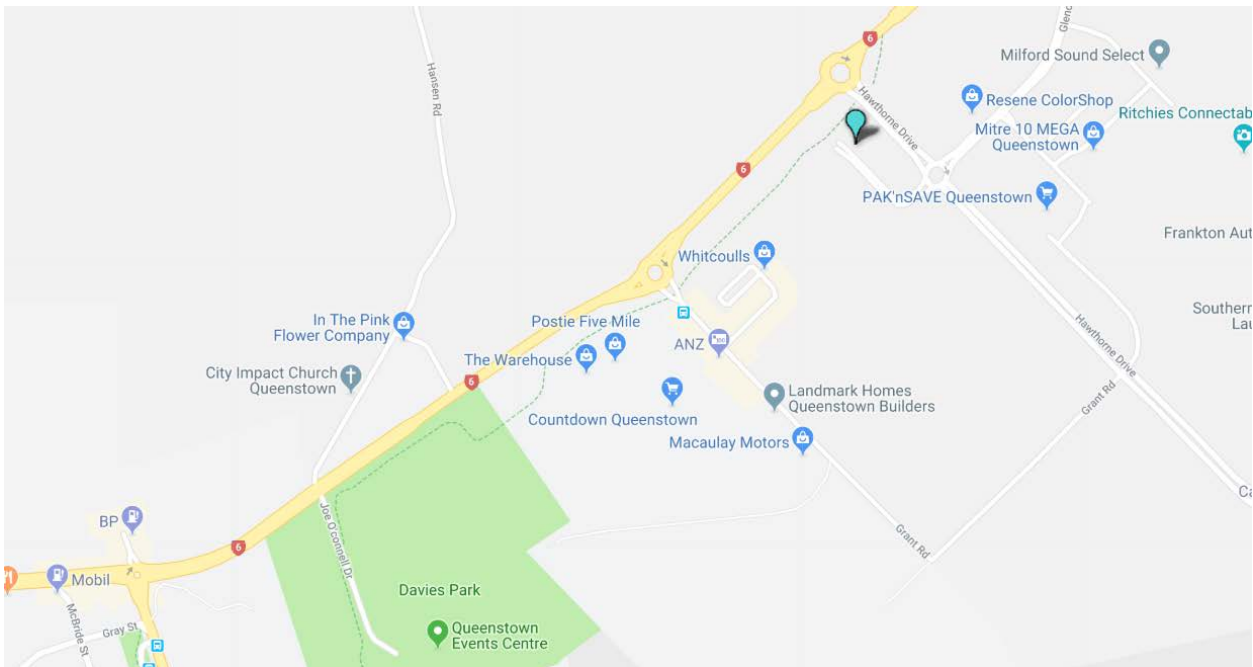 6
Glenc
Milford Sound Select
Hansen Rd
Hawthorne Drive
Resene ColorShop
Ritchies Connectab
Mitre 10 MEGA
Queenstown
6
PAK'nSAVE Queenstown
Frankton Aut
Whitcoulls
Southern
Lau
In The Pink
Flower Company
Postie Five Mile
Hawthorne Drive
ANZ
The Warehouse
City Impact Church
Queenstown
6
Landmark Homes
Queenstown Builders
Grant Rd
Countdown Queenstown
Macaulay Motors
Ca
BP
Joe O'connell Dr
Grant Rd
6
Mobil
Davies Park
McBride St
Gray St
Queenstown
Events Centre